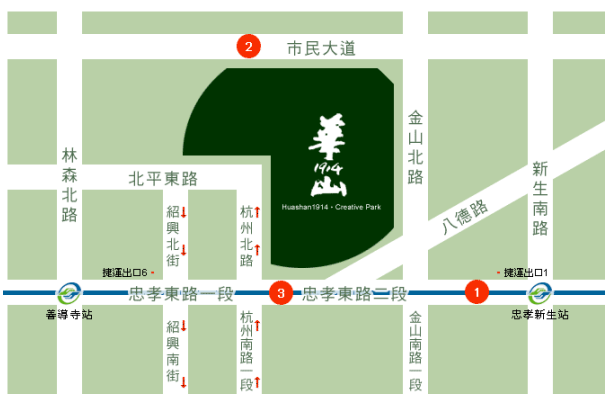 2
市民大道
華
1914
山
Huashan1914・Creative Park
林森北路
北平東路
金山北路
新生南路
八德路
紹興北街
杭州北路
捷運出口6
捷運出口1
忠孝東路一段
3
忠孝東路二段
1
善導寺站
忠孝新生站
紹興南街
杭州南路一段
金山南路一段